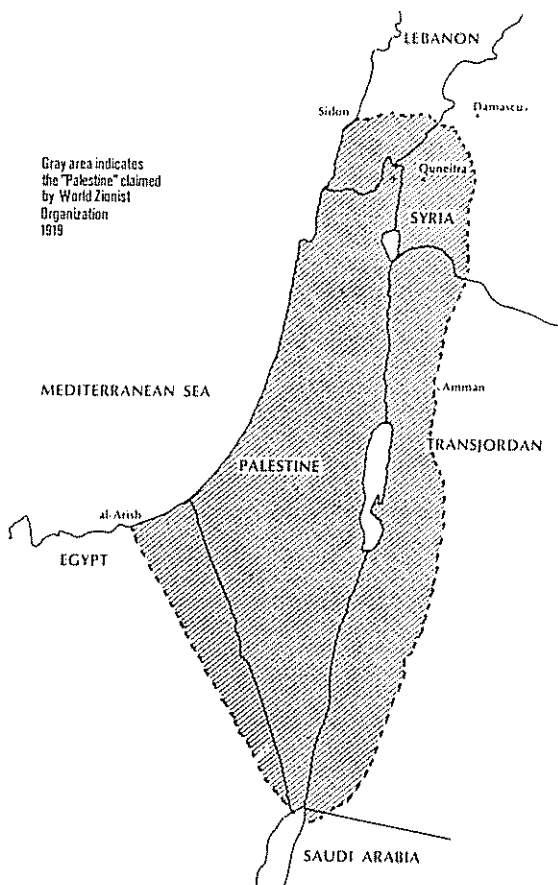 LEBANON
Sidon
Damascu.
Gray area indicates
the "Palestine" claimed
by World Zionist
Organization
1919
Quneitra
SYRIA
MEDITERRANEAN SEA
Amman
TRANSJORDAN
PALESTINE
al-Arish
EGYPT
SAUDI ARABIA